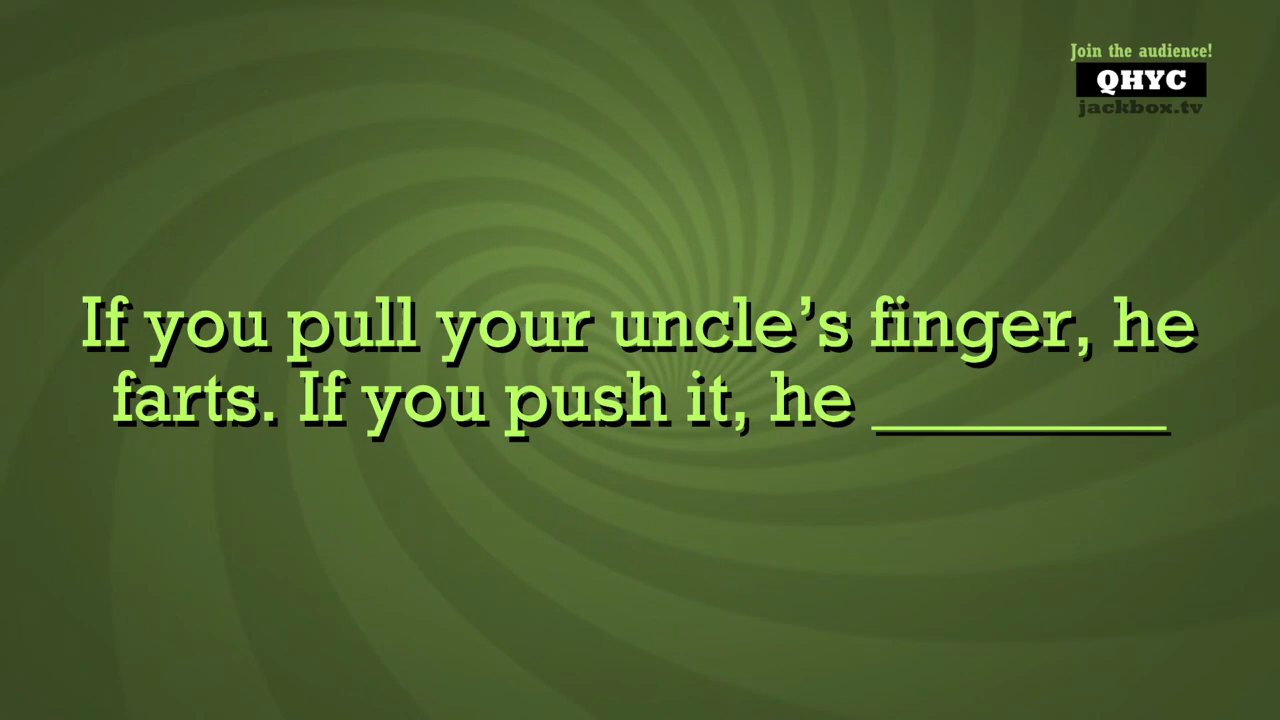 Join the audience!
QHYC
jackbox.tv
If you pull your uncle’s finger, he
farts. If you push it, he __________